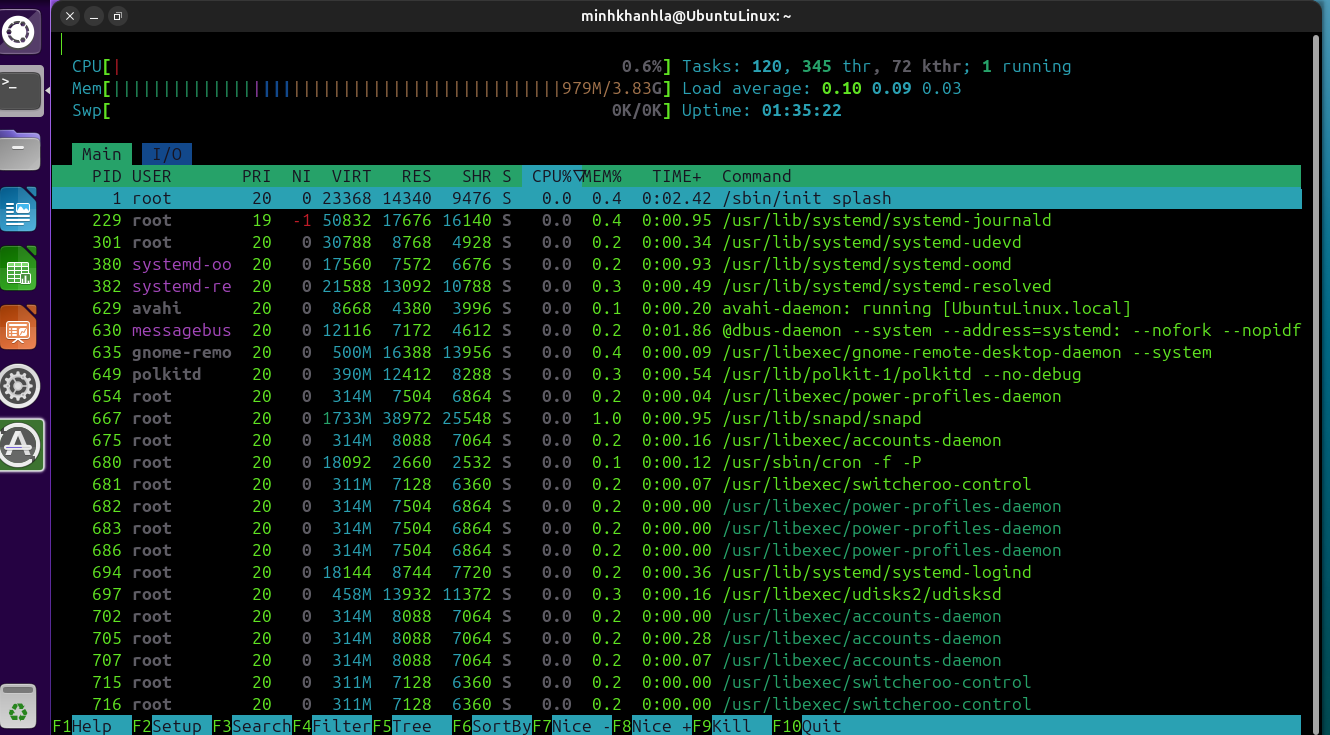 minhkhanhla@UbuntuLinux: ~
>_
CPU[| 0.6%] Tasks: 120, 345 thr, 72 kthr; 1 running
Mem[|||||||||||||||||||||||||||||||||||||||||||||979M/3.83G] Load average: 0.10 0.09 0.03
Swp[ 0K/0K] Uptime: 01:35:22
Main I/O
PID USER PRI NI VIRT RES SHR S CPU%▽MEM% TIME+ Command
1 root 20 0 23368 14340 9476 S 0.0 0.4 0:02.42 /sbin/init splash
229 root 19 -1 50832 17676 16140 S 0.0 0.4 0:00.95 /usr/lib/systemd/systemd-journald
301 root 20 0 30788 8768 4928 S 0.0 0.2 0:00.34 /usr/lib/systemd/systemd-udevd
380 systemd-oo 20 0 17560 7572 6676 S 0.0 0.2 0:00.93 /usr/lib/systemd/systemd-oomd
382 systemd-re 20 0 21588 13092 10788 S 0.0 0.3 0:00.49 /usr/lib/systemd/systemd-resolved
629 avahi 20 0 8668 4380 3996 S 0.0 0.1 0:00.20 avahi-daemon: running [UbuntuLinux.local]
630 messagebus 20 0 12116 7172 4612 S 0.0 0.2 0:01.86 @dbus-daemon --system --address=systemd: --nofork --nopidf
635 gnome-remo 20 0 500M 16388 13956 S 0.0 0.4 0:00.09 /usr/libexec/gnome-remote-desktop-daemon --system
649 polkitd 20 0 390M 12412 8288 S 0.0 0.3 0:00.54 /usr/lib/polkit-1/polkitd --no-debug
654 root 20 0 314M 7504 6864 S 0.0 0.2 0:00.04 /usr/libexec/power-profiles-daemon
667 root 20 0 1733M 38972 25548 S 0.0 1.0 0:00.95 /usr/lib/snapd/snapd
675 root 20 0 314M 8088 7064 S 0.0 0.2 0:00.16 /usr/libexec/accounts-daemon
680 root 20 0 18092 2660 2532 S 0.0 0.1 0:00.12 /usr/sbin/cron -f -P
681 root 20 0 311M 7128 6360 S 0.0 0.2 0:00.07 /usr/libexec/switcheroo-control
682 root 20 0 314M 7504 6864 S 0.0 0.2 0:00.00 /usr/libexec/power-profiles-daemon
683 root 20 0 314M 7504 6864 S 0.0 0.2 0:00.00 /usr/libexec/power-profiles-daemon
686 root 20 0 314M 7504 6864 S 0.0 0.2 0:00.00 /usr/libexec/power-profiles-daemon
694 root 20 0 18144 8744 7720 S 0.0 0.2 0:00.36 /usr/lib/systemd/systemd-logind
697 root 20 0 458M 13932 11372 S 0.0 0.3 0:00.16 /usr/libexec/udisks2/udisksd
702 root 20 0 314M 8088 7064 S 0.0 0.2 0:00.00 /usr/libexec/accounts-daemon
705 root 20 0 314M 8088 7064 S 0.0 0.2 0:00.28 /usr/libexec/accounts-daemon
707 root 20 0 314M 8088 7064 S 0.0 0.2 0:00.07 /usr/libexec/accounts-daemon
715 root 20 0 311M 7128 6360 S 0.0 0.2 0:00.00 /usr/libexec/switcheroo-control
716 root 20 0 311M 7128 6360 S 0.0 0.2 0:00.00 /usr/libexec/switcheroo-control
F1Help F2Setup F3SearchF4FilterF5Tree F6SortByF7Nice -F8Nice +F9Kill F10Quit